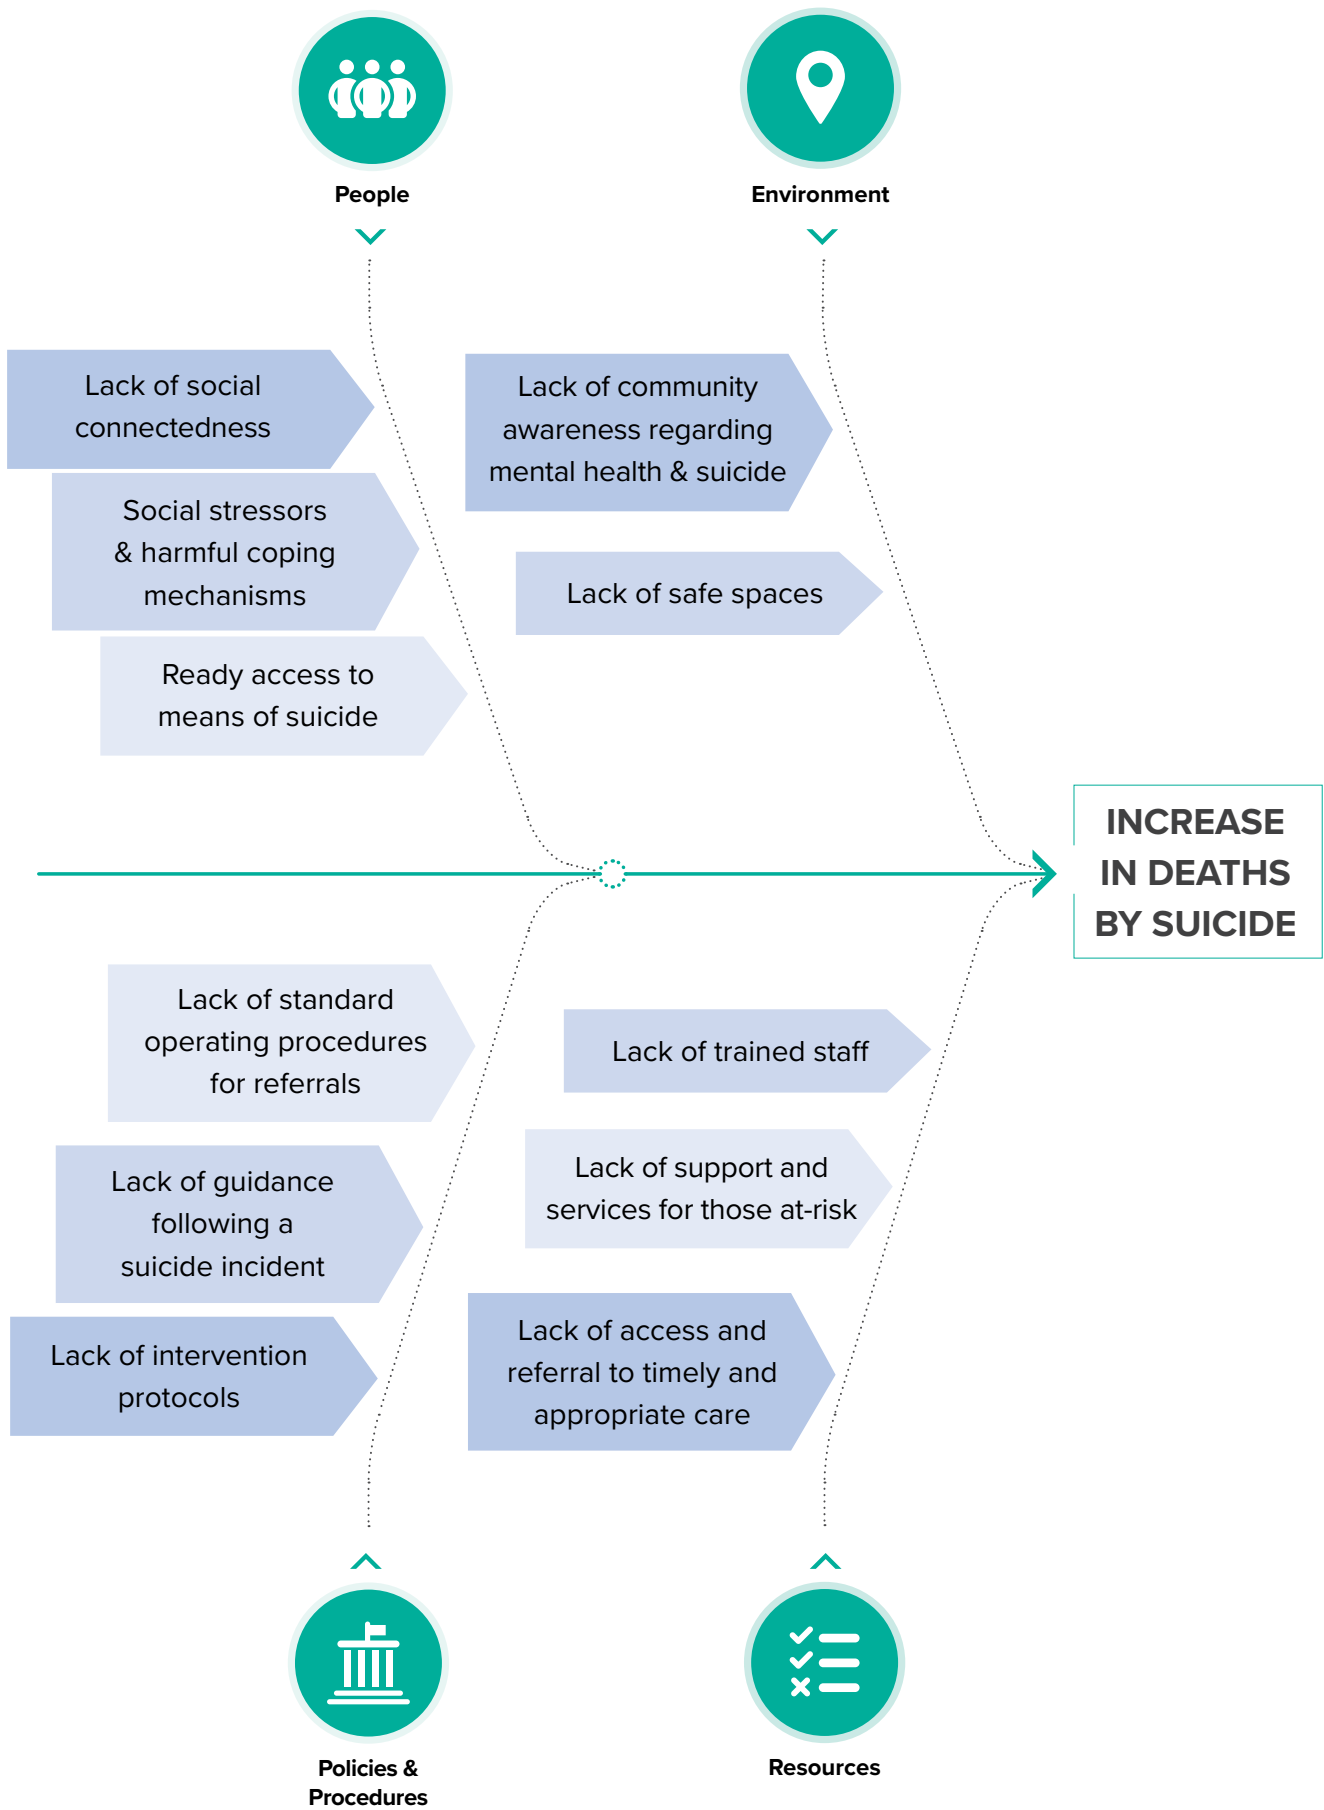 People
Environment
Lack of social
connectedness
Social stressors
& harmful coping
mechanisms
Ready access to
means of suicide
Lack of community
awareness regarding
mental health & suicide
Lack of safe spaces
INCREASE
IN DEATHS
BY SUICIDE
Lack of standard
operating procedures
for referrals
Lack of guidance
following a
suicide incident
Lack of intervention
protocols
Lack of trained staff
Lack of support and
services for those at-risk
Lack of access and
referral to timely and
appropriate care
Policies &
Procedures
Resources